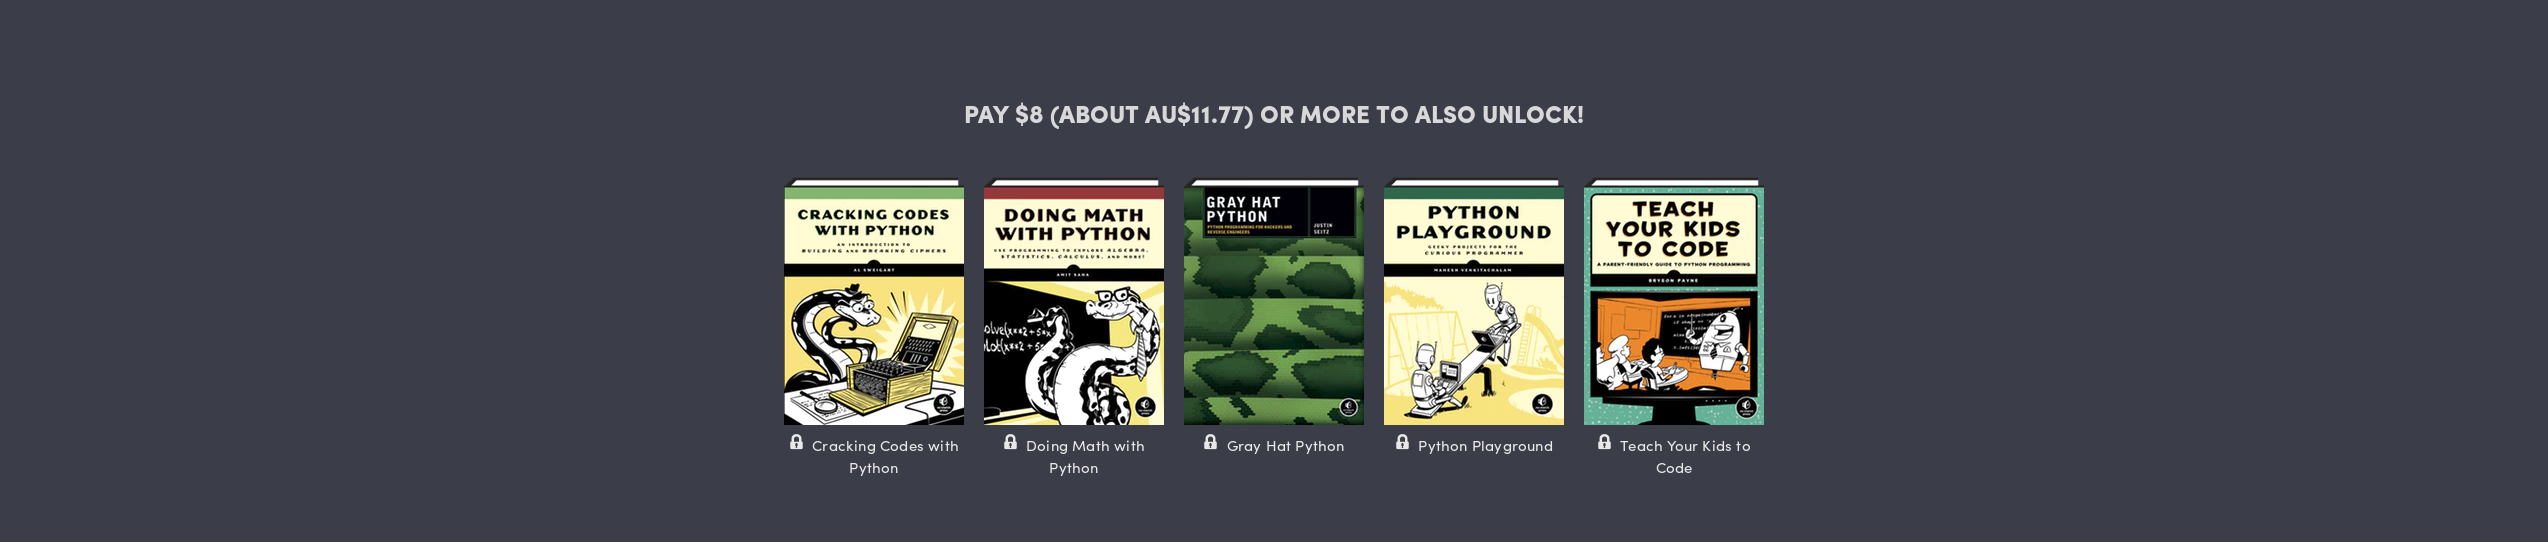 PAY $8 (ABOUT AU$11.77) OR MORE TO ALSO UNLOCK!
CRACKING CODES
WITH PYTHON
AN INTRODUCTION TO
BUILDING AND BREAKING CIPHERS
AL SWEIGART
DOING MATH
WITH PYTHON
USE PROGRAMMING TO EXPLORE ALGEBRA,
STATISTICS, CALCULUS, AND MORE!
AMIT SAHA
GRAY HAT
PYTHON
PYTHON PROGRAMMING FOR HACKERS AND
REVERSE ENGINEERS
JUSTIN
SEITZ
PYTHON
PLAYGROUND
GEEKY PROJECTS FOR THE
CURIOUS PROGRAMMER
MAHESH VENKITACHALAM
TEACH
YOUR KIDS
TO CODE
A PARENT-FRIENDLY GUIDE TO PYTHON PROGRAMMING
BRYSON PAYNE
Cracking Codes with
Python
Doing Math with
Python
Gray Hat Python
Python Playground
Teach Your Kids to
Code